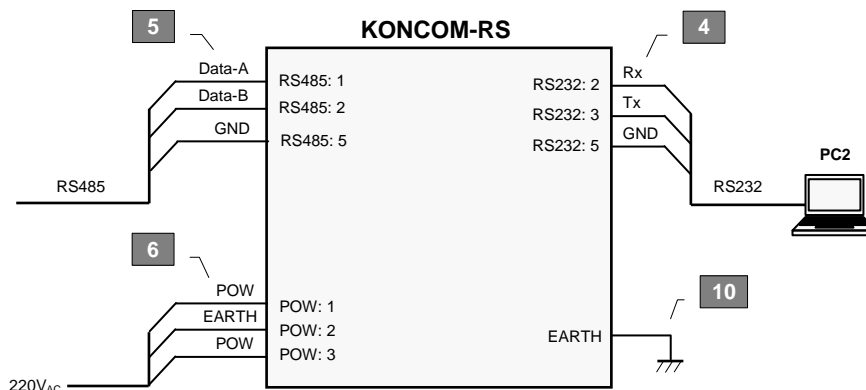 KONCOM-RS
5
4
Data-A
RS485: 1
RS232: 2
Rx
Data-B
RS485: 2
RS232: 3
Tx
GND
RS485: 5
RS232: 5
GND
PC2
RS485
RS232
6
10
POW
POW: 1
EARTH
POW: 2
EARTH
POW
POW: 3
220VAC